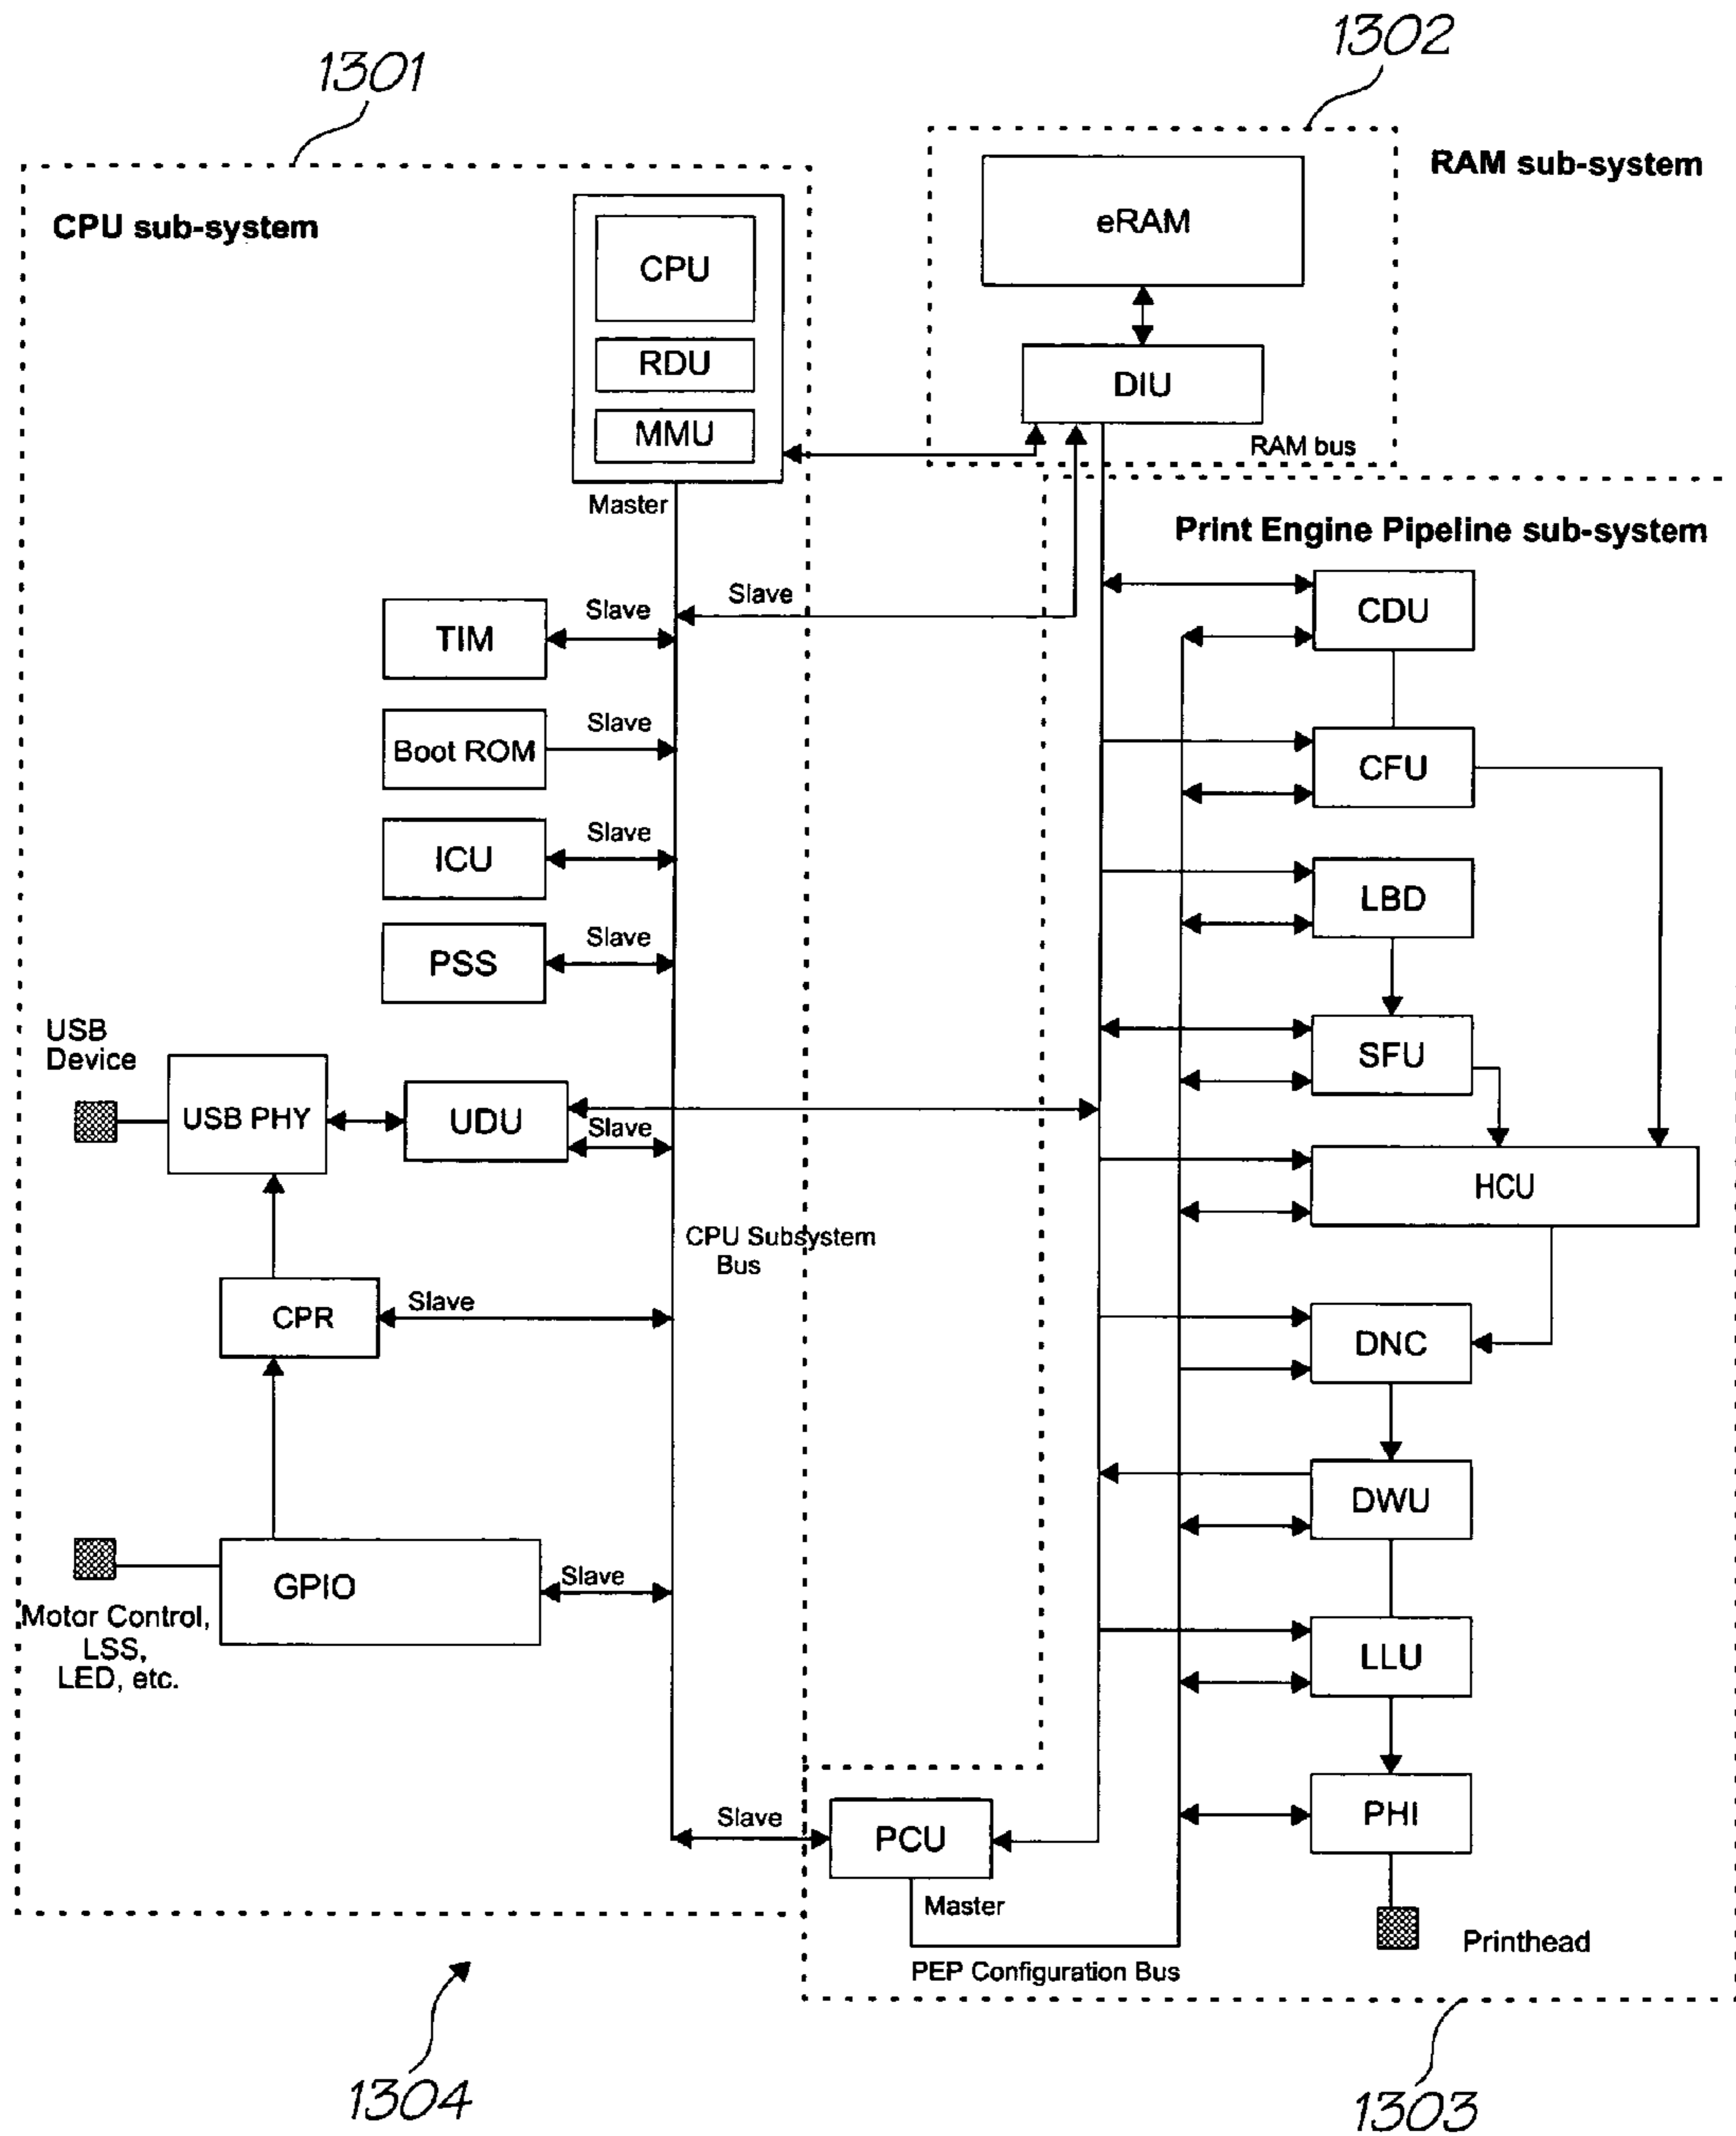 1301
1302
RAM sub-system
CPU sub-system
eRAM
CPU
RDU
DIU
MMU
RAM bus
Master
Print Engine Pipeline sub-system
Slave
CDU
Slave
TIM
Slave
Boot ROM
CFU
Slave
ICU
LBD
Slave
PSS
USB
Device
SFU
USB PHY
UDU
Slave
HCU
CPU Subsystem
Bus
CPR
Slave
DNC
DWU
GPIO
Slave
Motor Control,
LSS,
LED, etc.
LLU
Slave
PCU
PHI
Master
Printhead
PEP Configuration Bus
1304
1303